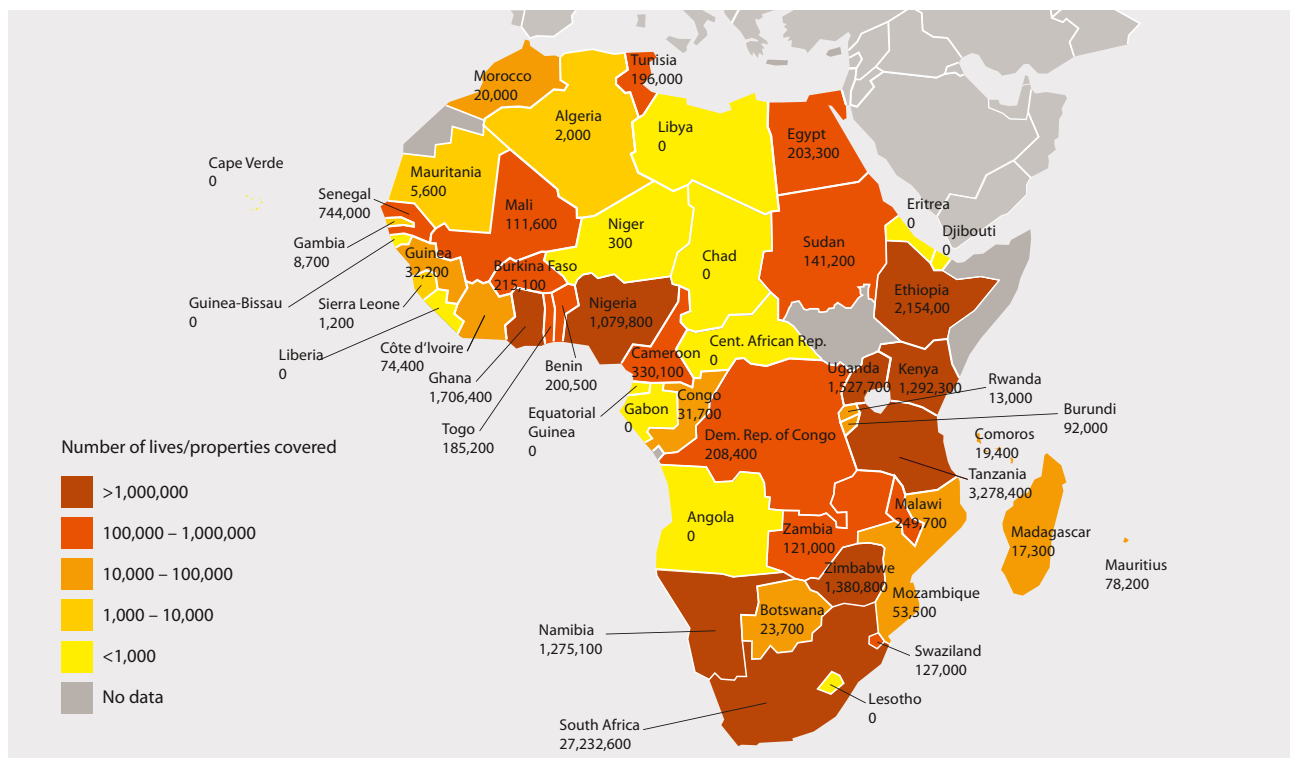 Morocco
20,000
Tunisia
196,000
Algeria
2,000
Libya
0
Egypt
203,300
Cape Verde
0
Mauritania
5,600
Senegal
744,000
Mali
111,600
Niger
300
Chad
0
Sudan
141,200
Eritrea
0
Djibouti
0
Gambia
8,700
Guinea
32,200
Burkina Faso
215,100
Nigeria
1,079,800
Ethiopia
2,154,00
Guinea-Bissau
0
Sierra Leone
1,200
Liberia
0
Côte d'Ivoire
74,400
Ghana
1,706,400
Togo
185,200
Benin
200,500
Cameroon
330,100
Cent. African Rep.
0
Equatorial
Guinea
0
Gabon
0
Congo
31,700
Dem. Rep. of Congo
208,400
Uganda
1,527,700
Kenya
1,292,300
Rwanda
13,000
Burundi
92,000
Comoros
19,400
Tanzania
3,278,400
Angola
0
Zambia
121,000
Malawi
249,700
Madagascar
17,300
Mauritius
78,200
Zimbabwe
1,380,800
Mozambique
53,500
Botswana
23,700
Namibia
1,275,100
Swaziland
127,000
Lesotho
0
South Africa
27,232,600
Number of lives/properties covered
>1,000,000
100,000 – 1,000,000
10,000 – 100,000
1,000 – 10,000
<1,000
No data